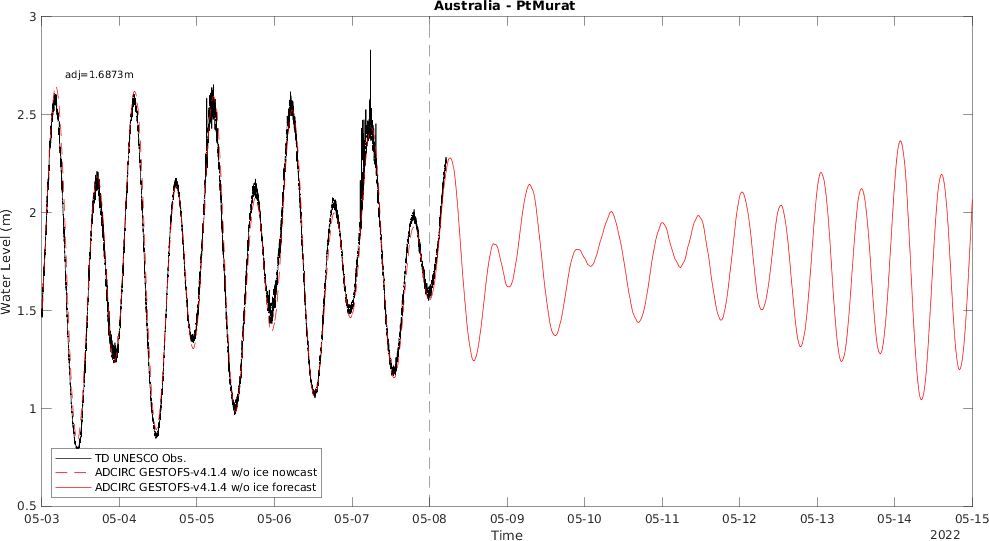 Australia - PtMurat
3
adj=1.6873m
2.5
2
Water Level (m)
1.5
1
TD UNESCO Obs.
ADCIRC GESTOFS-v4.1.4 w/o ice nowcast
ADCIRC GESTOFS-v4.1.4 w/o ice forecast
0.5
05-03 05-04 05-05 05-06 05-07 05-08 05-09 05-10 05-11 05-12 05-13 05-14 05-15
Time
2022